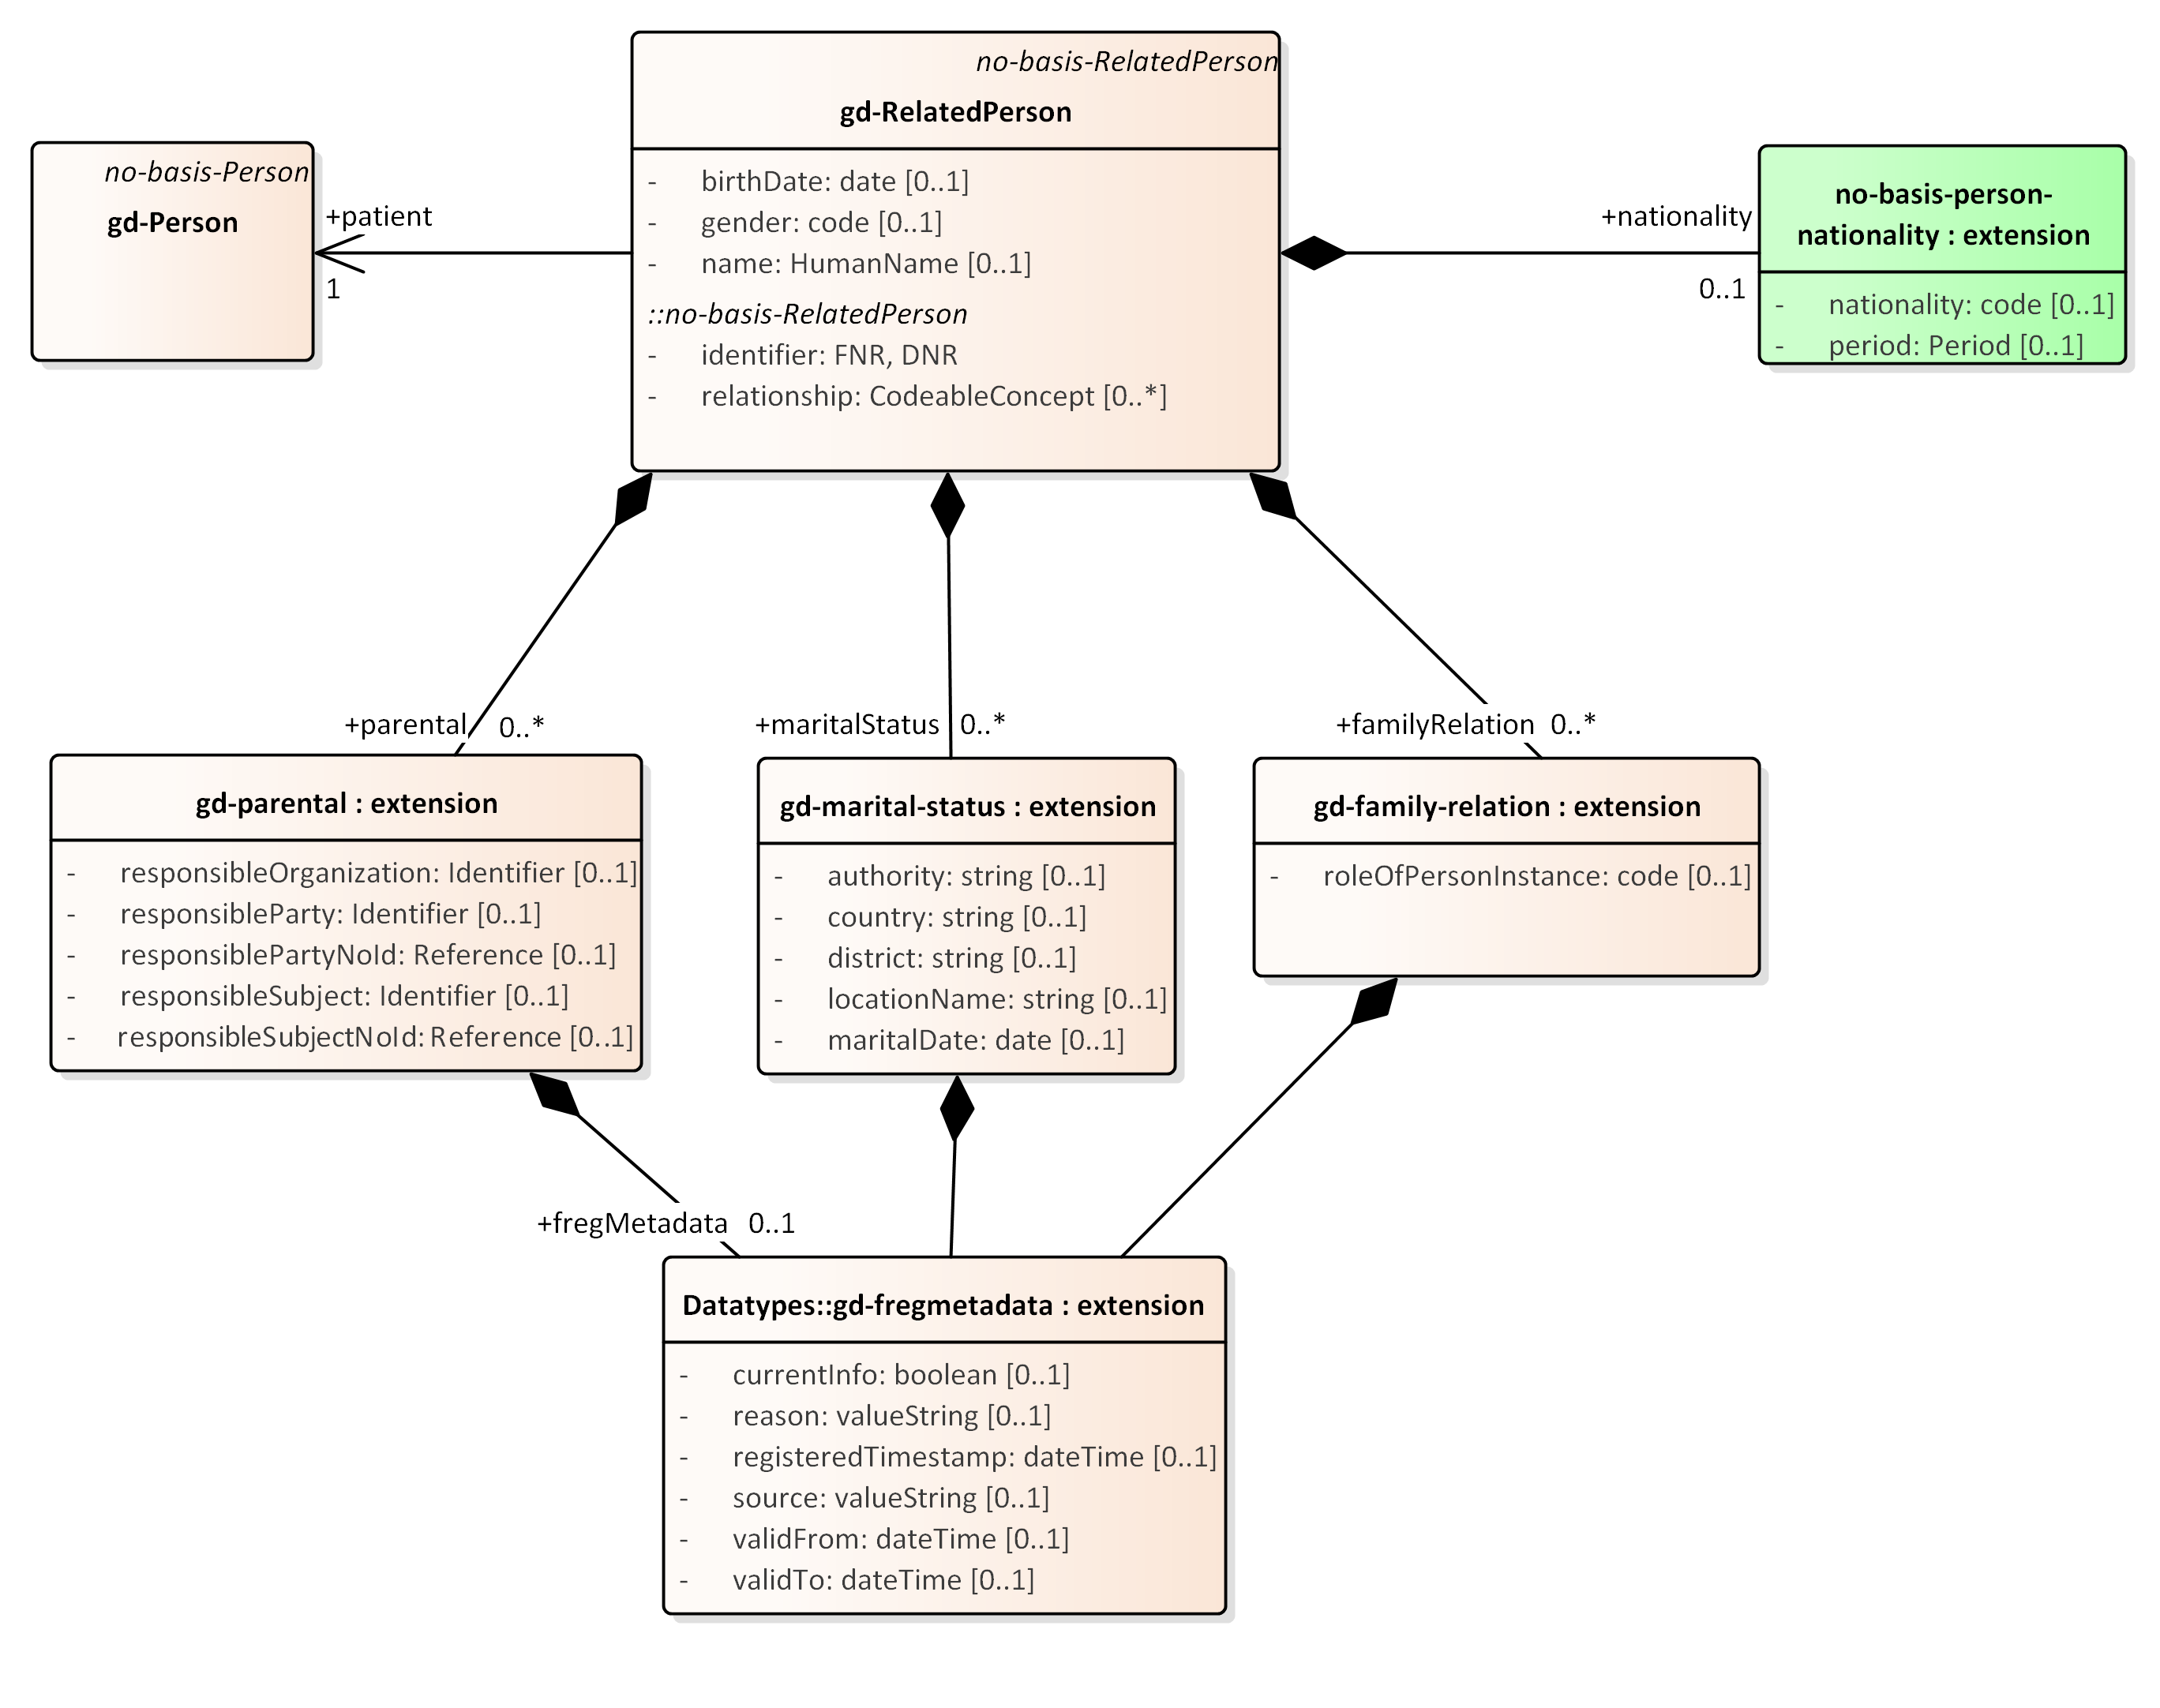 no-basis-RelatedPerson
gd-RelatedPerson
- birthDate: date [0..1]
- gender: code [0..1]
- name: HumanName [0..1]
::no-basis-RelatedPerson
- identifier: FNR, DNR
- relationship: CodeableConcept [0..*]
no-basis-Person
gd-Person
+patient
1
+nationality
0..1
no-basis-person-
nationality : extension
- nationality: code [0..1]
- period: Period [0..1]
+parental 0..*
+maritalStatus 0..*
+familyRelation 0..*
gd-parental : extension
- responsibleOrganization: Identifier [0..1]
- responsibleParty: Identifier [0..1]
- responsiblePartyNoId: Reference [0..1]
- responsibleSubject: Identifier [0..1]
- responsibleSubjectNoId: Reference [0..1]
gd-marital-status : extension
- authority: string [0..1]
- country: string [0..1]
- district: string [0..1]
- locationName: string [0..1]
- maritalDate: date [0..1]
gd-family-relation : extension
- roleOfPersonInstance: code [0..1]
+fregMetadata 0..1
Datatypes::gd-fregmetadata : extension
- currentInfo: boolean [0..1]
- reason: valueString [0..1]
- registeredTimestamp: dateTime [0..1]
- source: valueString [0..1]
- validFrom: dateTime [0..1]
- validTo: dateTime [0..1]